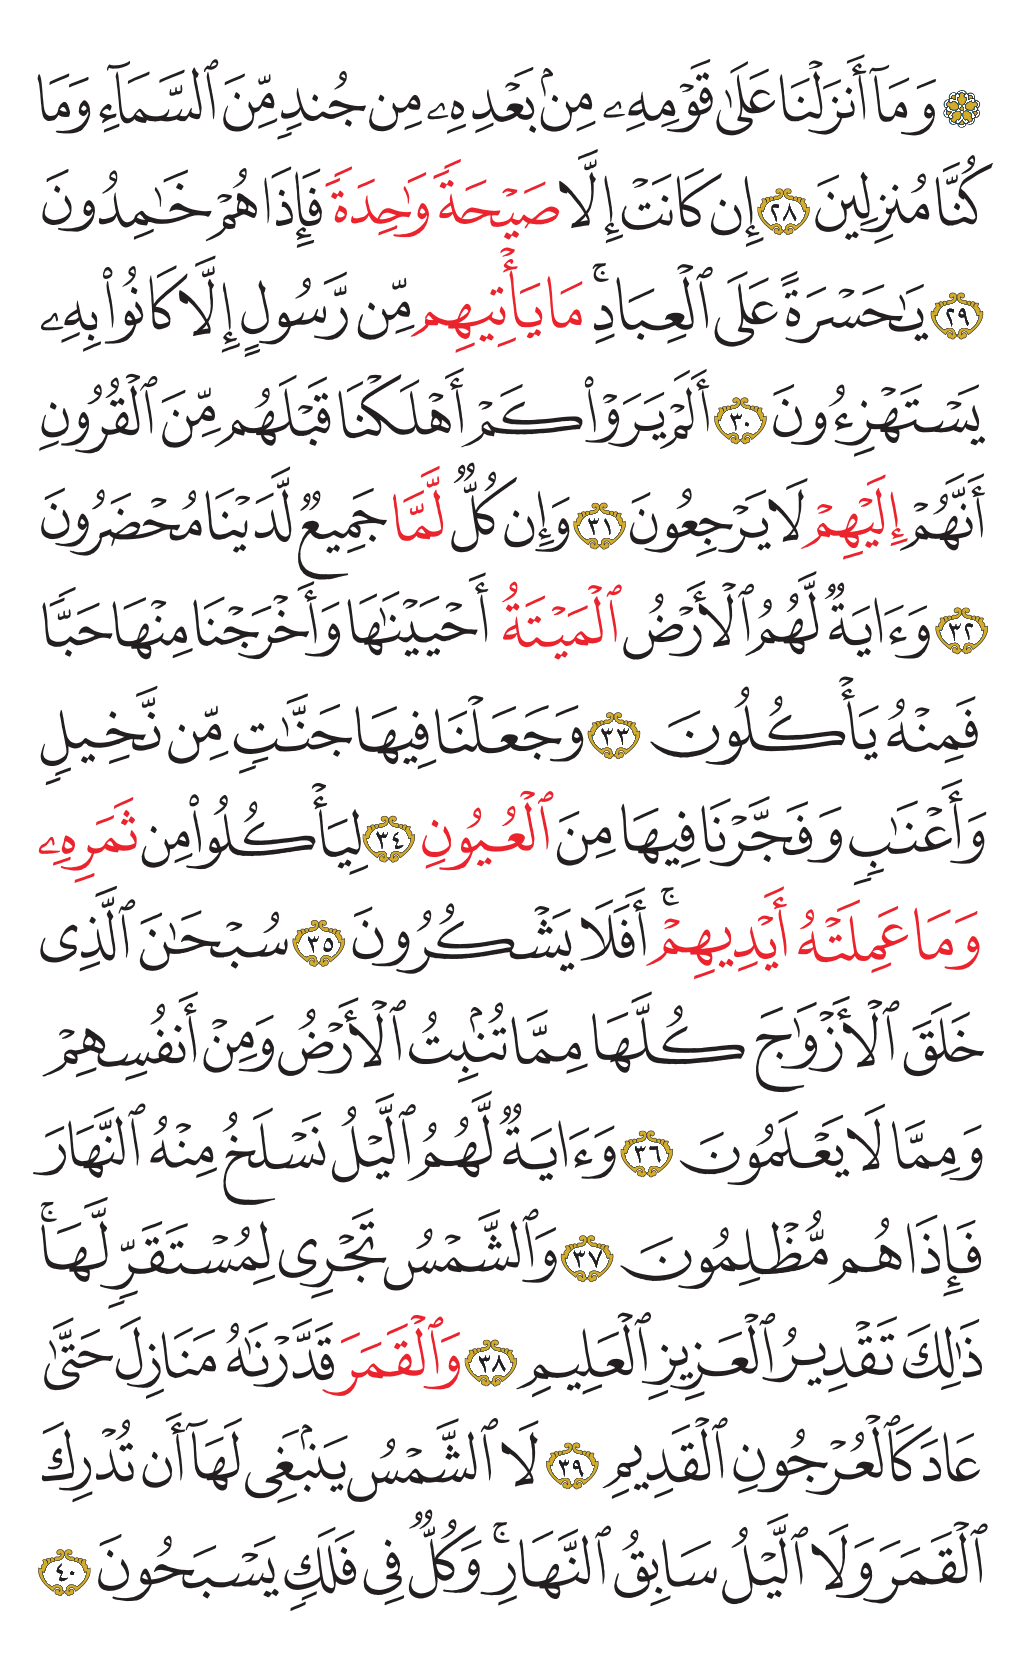 ۞ وَمَآ أَنزَلْنَا عَلَىٰ قَوْمِهِۦ مِنۢ بَعْدِهِۦ مِن جُندٍ مِّنَ ٱلسَّمَآءِ وَمَا
كُنَّا مُنزِلِينَ ٢٨ إِن كَانَتْ إِلَّا صَيْحَةً وَٰحِدَةً فَإِذَا هُمْ خَٰمِدُونَ
٢٩ يَٰحَسْرَةً عَلَى ٱلْعِبَادِ ۚ مَا يَأْتِيهِم مِّن رَّسُولٍ إِلَّا كَانُوا۟ بِهِۦ
يَسْتَهْزِءُونَ ٣٠ أَلَمْ يَرَوْا۟ كَمْ أَهْلَكْنَا قَبْلَهُم مِّنَ ٱلْقُرُونِ
أَنَّهُمْ إِلَيْهِمْ لَا يَرْجِعُونَ ٣١ وَإِن كُلٌّ لَّمَّا جَمِيعٌ لَّدَيْنَا مُحْضَرُونَ
٣٢ وَءَايَةٌ لَّهُمُ ٱلْأَرْضُ ٱلْمَيْتَةُ أَحْيَيْنَٰهَا وَأَخْرَجْنَا مِنْهَا حَبًّا
فَمِنْهُ يَأْكُلُونَ ٣٣ وَجَعَلْنَا فِيهَا جَنَّٰتٍ مِّن نَّخِيلٍ
وَأَعْنَٰبٍ وَفَجَّرْنَا فِيهَا مِنَ ٱلْعُيُونِ ٣٤ لِيَأْكُلُوا۟ مِن ثَمَرِهِۦ
وَمَا عَمِلَتْهُ أَيْدِيهِمْ ۚ أَفَلَا يَشْكُرُونَ ٣٥ سُبْحَٰنَ ٱلَّذِى
خَلَقَ ٱلْأَزْوَٰجَ كُلَّهَا مِمَّا تُنۢبِتُ ٱلْأَرْضُ وَمِنْ أَنفُسِهِمْ
وَمِمَّا لَا يَعْلَمُونَ ٣٦ وَءَايَةٌ لَّهُمُ ٱلَّيْلُ نَسْلَخُ مِنْهُ ٱلنَّهَارَ
فَإِذَا هُم مُّظْلِمُونَ ٣٧ وَٱلشَّمْسُ تَجْرِى لِمُسْتَقَرٍّ لَّهَا ۚ
ذَٰلِكَ تَقْدِيرُ ٱلْعَزِيزِ ٱلْعَلِيمِ ٣٨ وَٱلْقَمَرَ قَدَّرْنَٰهُ مَنَازِلَ حَتَّىٰ
عَادَ كَٱلْعُرْجُونِ ٱلْقَدِيمِ ٣٩ لَا ٱلشَّمْسُ يَنۢبَغِى لَهَآ أَن تُدْرِكَ
ٱلْقَمَرَ وَلَا ٱلَّيْلُ سَابِقُ ٱلنَّهَارِ ۚ وَكُلٌّ فِى فَلَكٍ يَسْبَحُونَ ٤٠